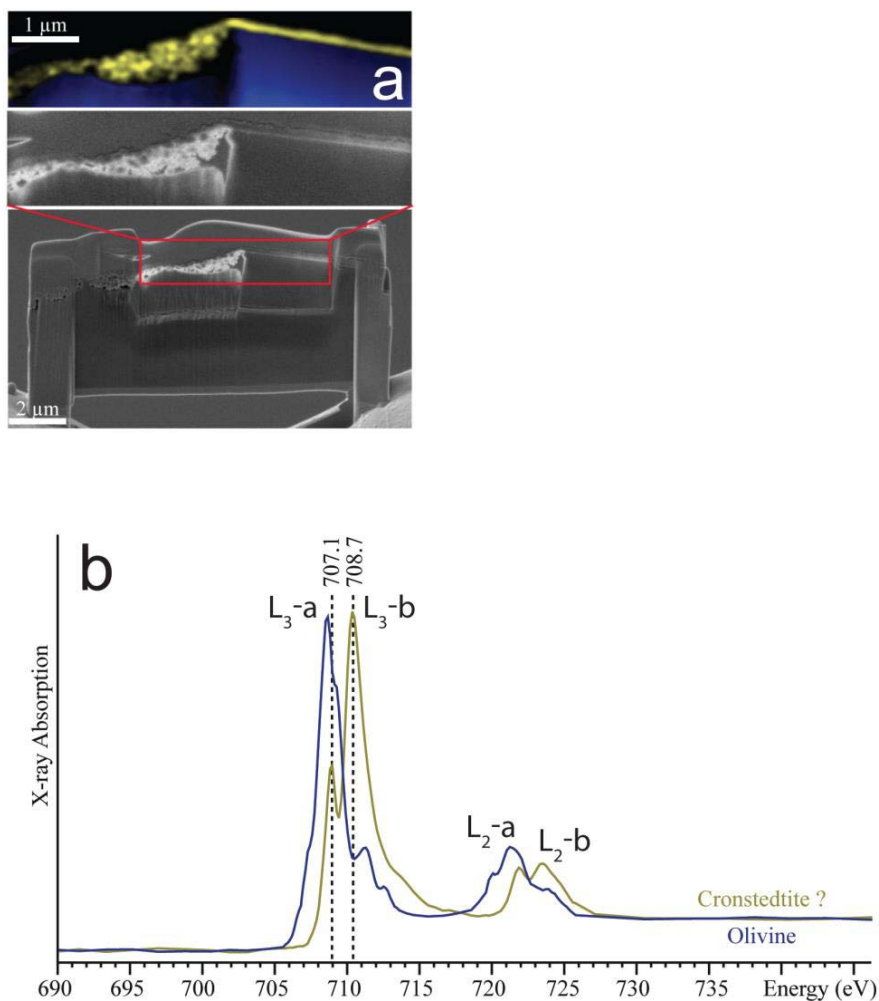 1 µm
a
2 µm
b
707.1
708.7
L3-a
L3-b
L2-a
L2-b
X-ray Absorption
Cronstedtite ?
Olivine
690 695 700 705 710 715 720 725 730 735 Energy (eV)